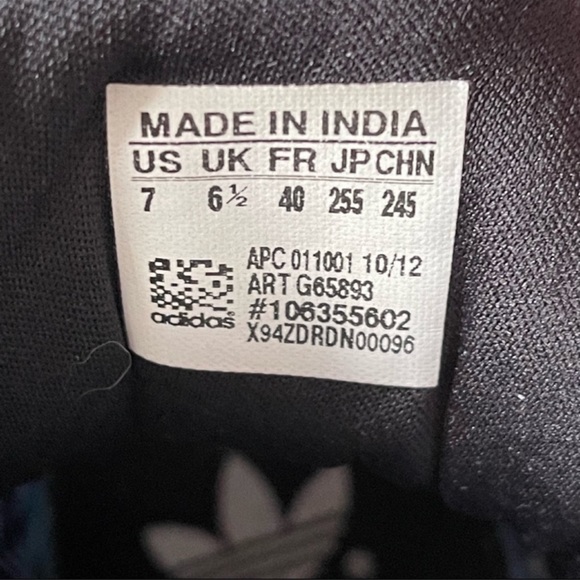 MADE IN INDIA
US UK FR JP CHN
7 6½ 40 255 245
APC 011001 10/12
ART G65893
#106355602
X94ZDRDN00096
adidas